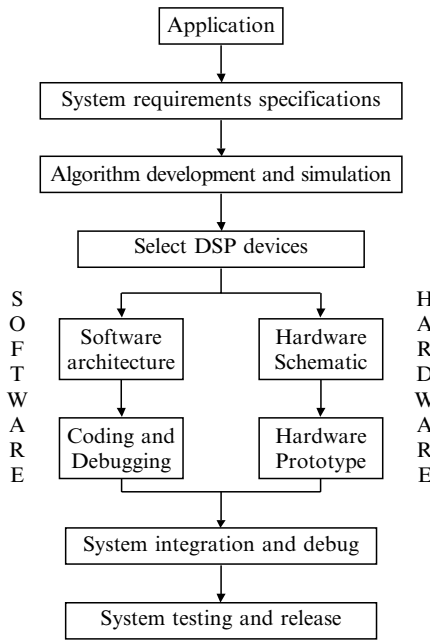 Application
System requirements specifications
Algorithm development and simulation
Select DSP devices
S
O
F
T
W
A
R
E
Software
architecture
Coding and
Debugging
Hardware
Schematic
Hardware
Prototype
H
A
R
D
W
A
R
E
System integration and debug
System testing and release